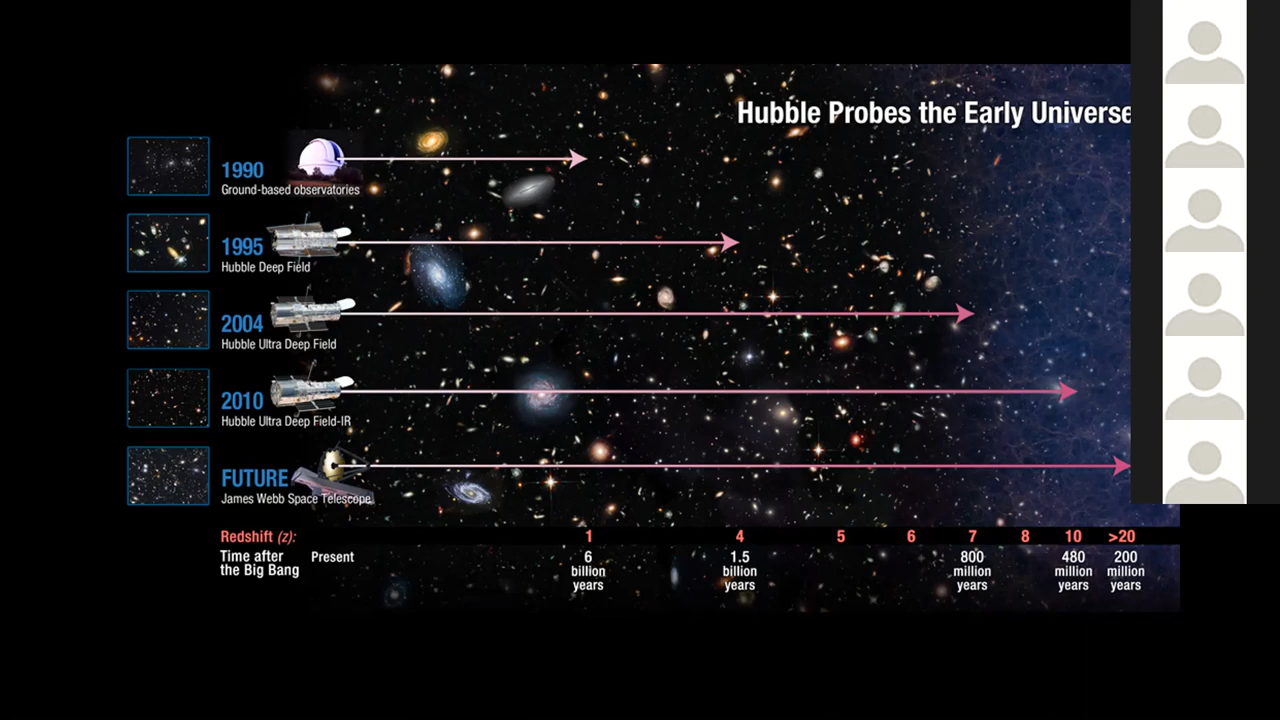 Hubble Probes the Early Universe
1990
Ground-based observatories
1995
Hubble Deep Field
2004
Hubble Ultra Deep Field
2010
Hubble Ultra Deep Field-IR
FUTURE
James Webb Space Telescope
Redshift (z): 1 4 5 6 7 8 10 >20
Time after Present 6 1.5 800 480 200
the Big Bang billion billion million million million
years years years years years